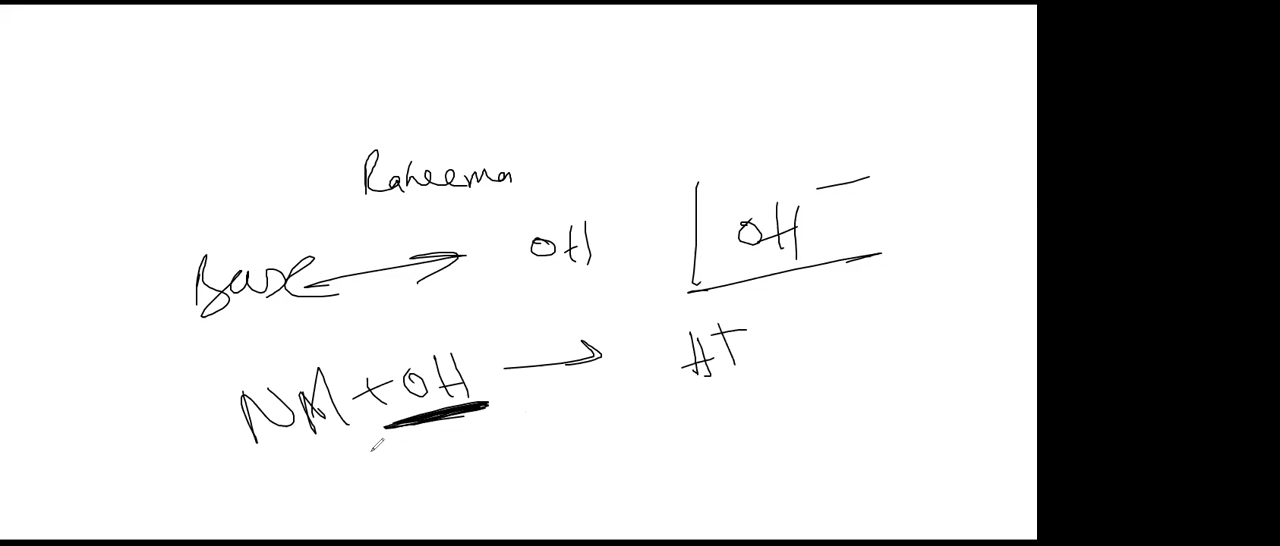 Raheema
Base OH OH⁻
NM + OH → H+